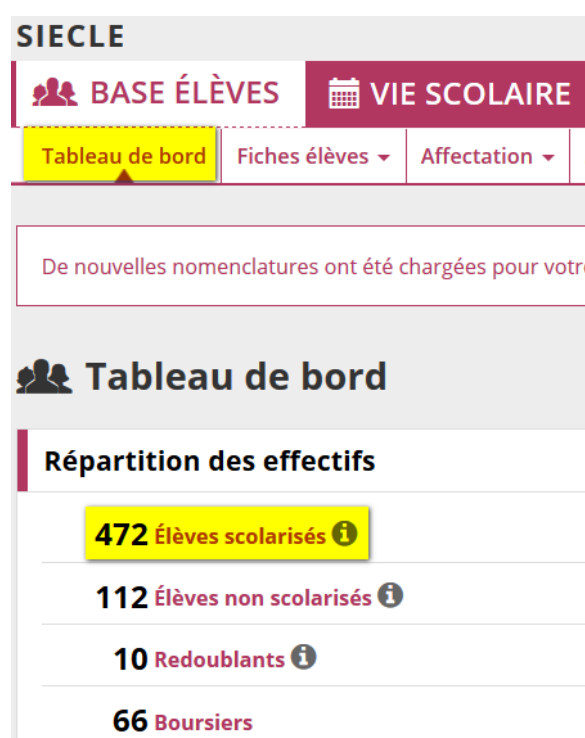 SIECLE
BASE ÉLÈVES VIE SCOLAIRE
Tableau de bord Fiches élèves Affectation
De nouvelles nomenclatures ont été chargées pour
Tableau de bord
Répartition des effectifs
472 Élèves scolarisés
112 Élèves non scolarisés
10 Redoublants
66 Boursiers